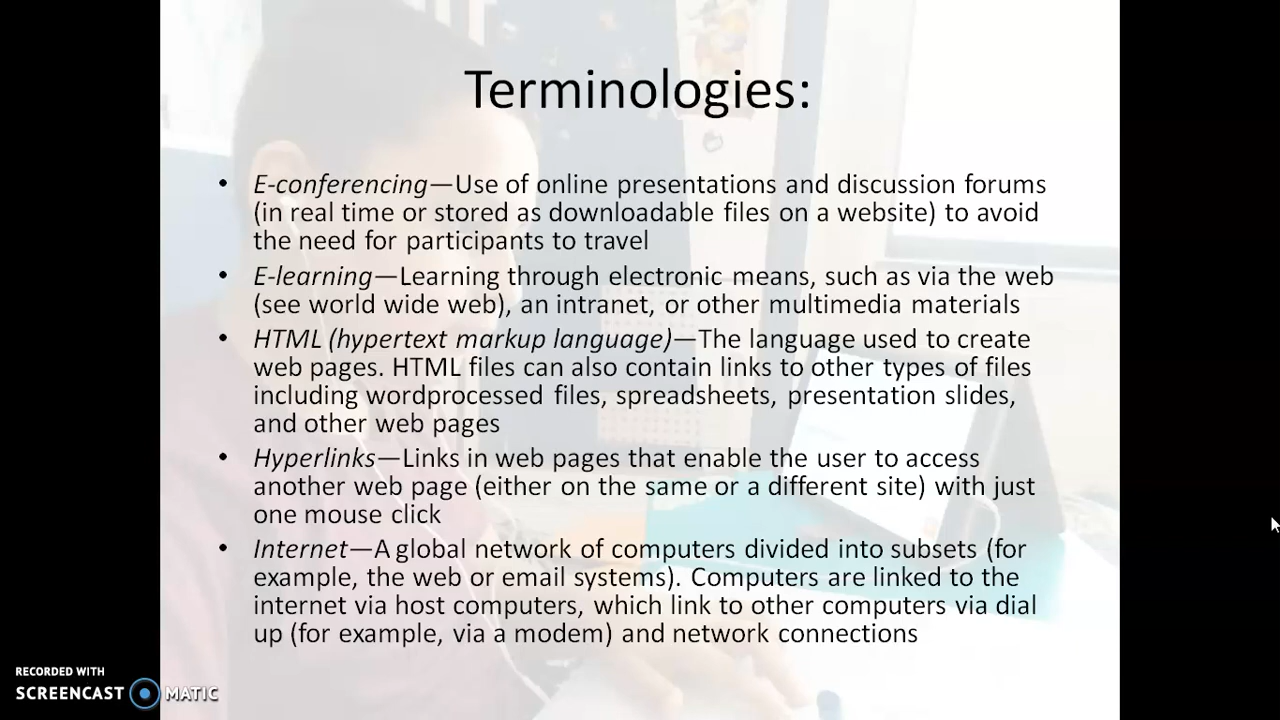 Terminologies:
• E-conferencing—Use of online presentations and discussion forums
(in real time or stored as downloadable files on a website) to avoid
the need for participants to travel
• E-learning—Learning through electronic means, such as via the web
(see world wide web), an intranet, or other multimedia materials
• HTML (hypertext markup language)—The language used to create
web pages. HTML files can also contain links to other types of files
including wordprocessed files, spreadsheets, presentation slides,
and other web pages
• Hyperlinks—Links in web pages that enable the user to access
another web page (either on the same or a different site) with just
one mouse click
• Internet—A global network of computers divided into subsets (for
example, the web or email systems). Computers are linked to the
internet via host computers, which link to other computers via dial
up (for example, via a modem) and network connections
RECORDED WITH
SCREENCAST MATIC